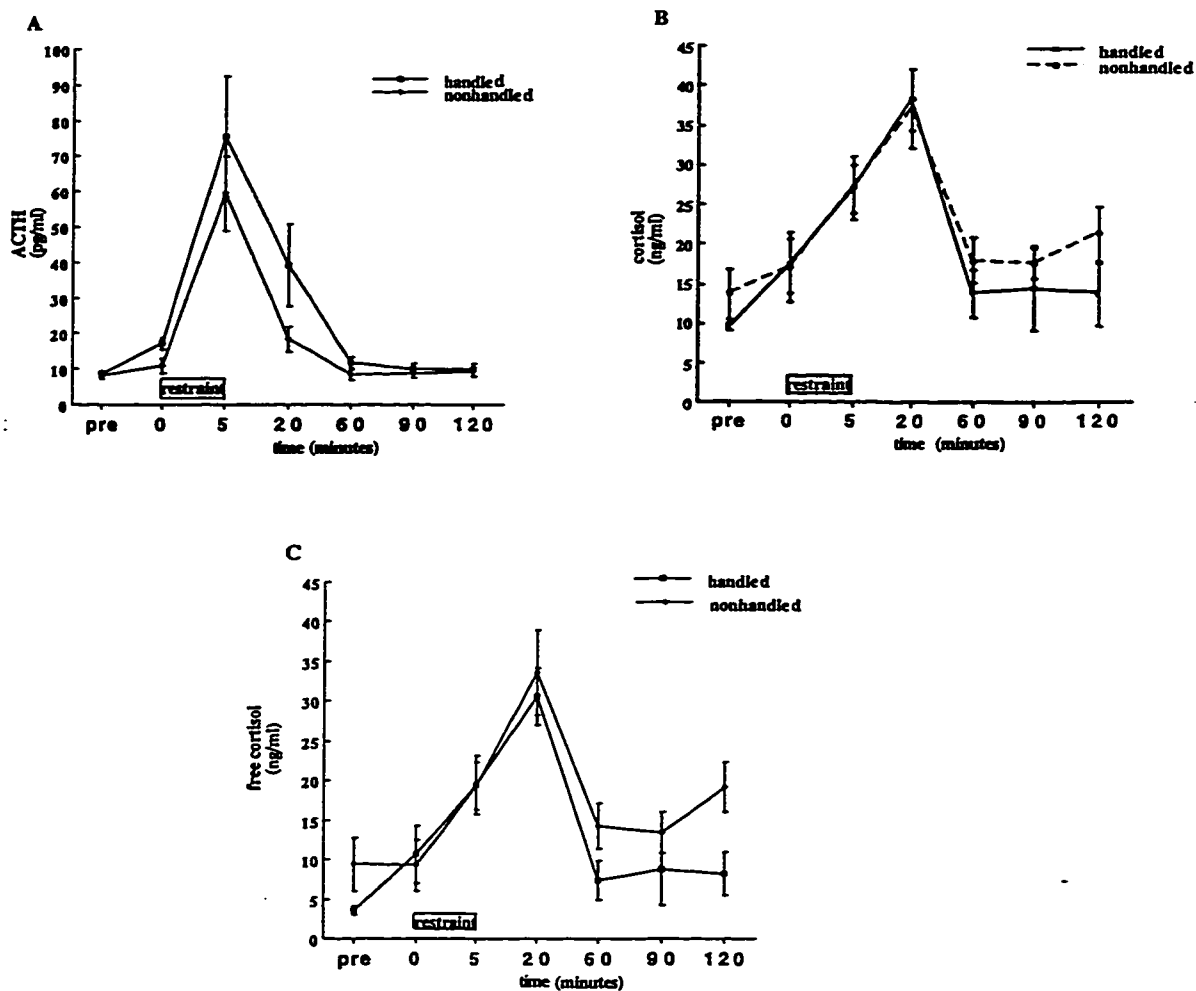 A
100
90
80
70
60
50
40
30
20
10
0
ACTH
(pg/ml)
handled
nonhandled
restraint
pre 0 5 20 60 90 120
time (minutes)
B
45
40
35
30
25
20
15
10
5
0
cortisol
(ng/ml)
handled
nonhandled
restraint
pre 0 5 20 60 90 120
time (minutes)
C
45
40
35
30
25
20
15
10
5
0
free cortisol
(ng/ml)
handled
nonhandled
restraint
pre 0 5 20 60 90 120
time (minutes)